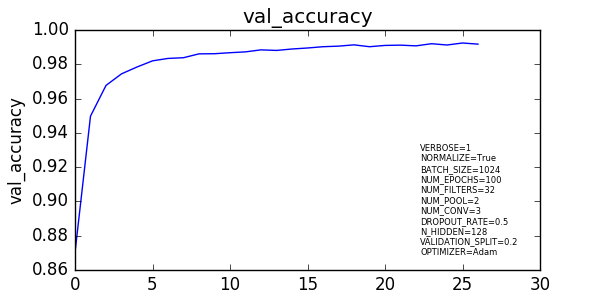 val_accuracy
1.00
0.98
0.96
0.94
0.92
0.90
0.88
0.86
val_accuracy
VERBOSE=1
NORMALIZE=True
BATCH_SIZE=1024
NUM_EPOCHS=100
NUM_FILTERS=32
NUM_POOL=2
NUM_CONV=3
DROPOUT_RATE=0.5
N_HIDDEN=128
VALIDATION_SPLIT=0.2
OPTIMIZER=Adam
0 5 10 15 20 25 30